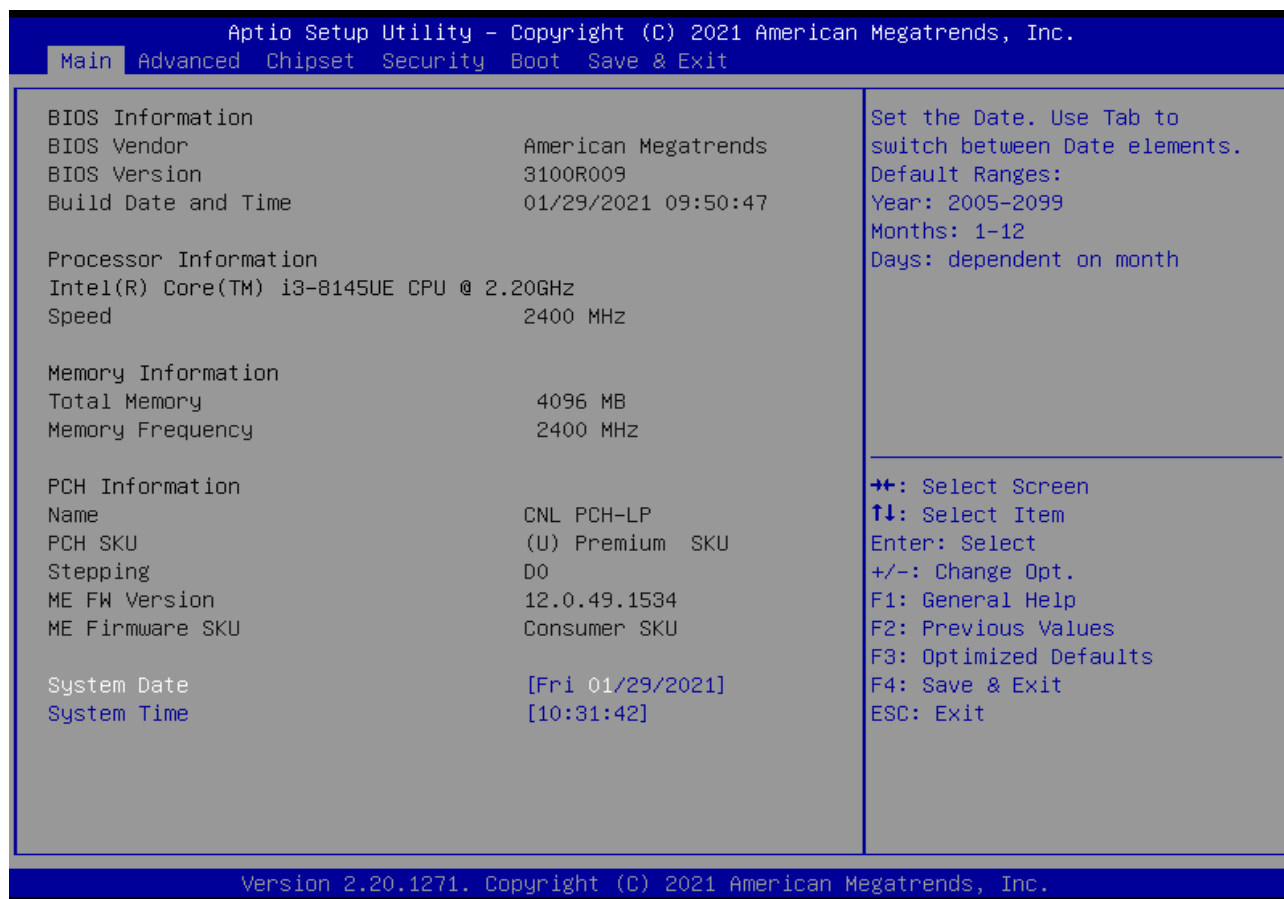 Aptio Setup Utility – Copyright (C) 2021 American Megatrends, Inc.
Main Advanced Chipset Security Boot Save & Exit
BIOS Information
BIOS Vendor American Megatrends
BIOS Version 3100R009
Build Date and Time 01/29/2021 09:50:47
Processor Information
Intel(R) Core(TM) i3-8145UE CPU @ 2.20GHz
Speed 2400 MHz
Memory Information
Total Memory 4096 MB
Memory Frequency 2400 MHz
PCH Information
Name CNL PCH-LP
PCH SKU (U) Premium SKU
Stepping D0
ME FW Version 12.0.49.1534
ME Firmware SKU Consumer SKU
System Date [Fri 01/29/2021]
System Time [10:31:42]
Set the Date. Use Tab to
switch between Date elements.
Default Ranges:
Year: 2005-2099
Months: 1-12
Days: dependent on month
→←: Select Screen
↑↓: Select Item
Enter: Select
+/-: Change Opt.
F1: General Help
F2: Previous Values
F3: Optimized Defaults
F4: Save & Exit
ESC: Exit
Version 2.20.1271. Copyright (C) 2021 American Megatrends, Inc.